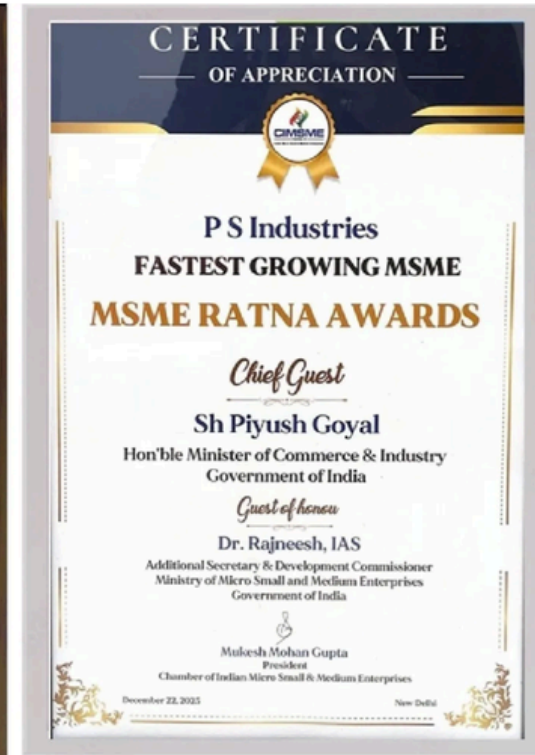 CERTIFICATE
OF APPRECIATION
CIMSME
P S Industries
FASTEST GROWING MSME
MSME RATNA AWARDS
Chief Guest
Sh Piyush Goyal
Hon'ble Minister of Commerce & Industry
Government of India
Guest of honou
Dr. Rajneesh, IAS
Additional Secretary & Development Commissioner
Ministry of Micro Small and Medium Enterprises
Government of India
Mukesh Mohan Gupta
President
Chamber of Indian Micro Small & Medium Enterprises
December 22, 2025
New Delhi